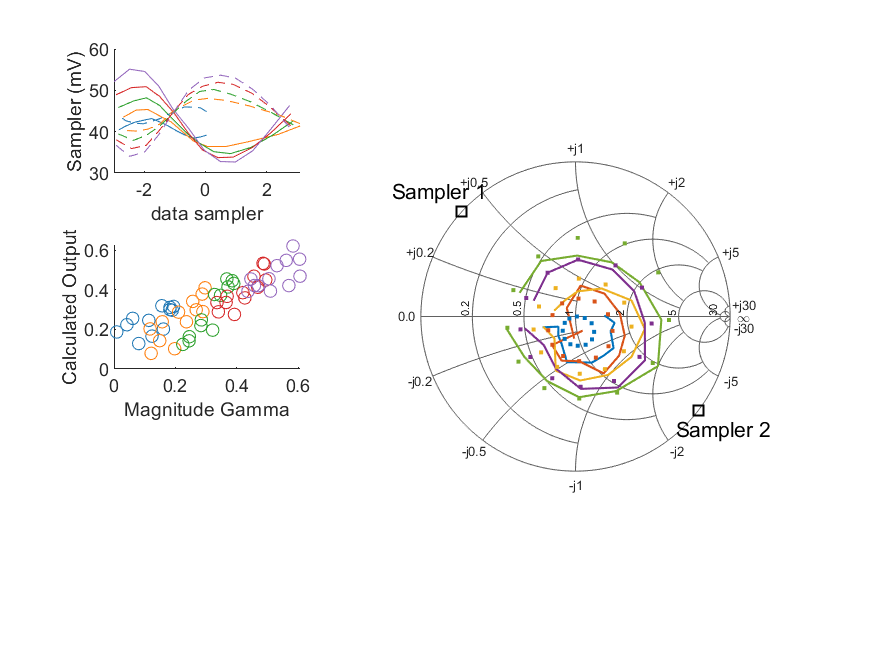 60
50
40
30
Sampler (mV)
-2 0 2
data sampler
0.6
0.4
0.2
0
Calculated Output
0 0.2 0.4 0.6
Magnitude Gamma
+j1
+j0.5
+j2
Sampler 1
+j0.2
+j5
0.0
0.2
0.5
1
2
5
30
+j30
∞
-j30
-j0.2
-j5
Sampler 2
-j0.5
-j2
-j1